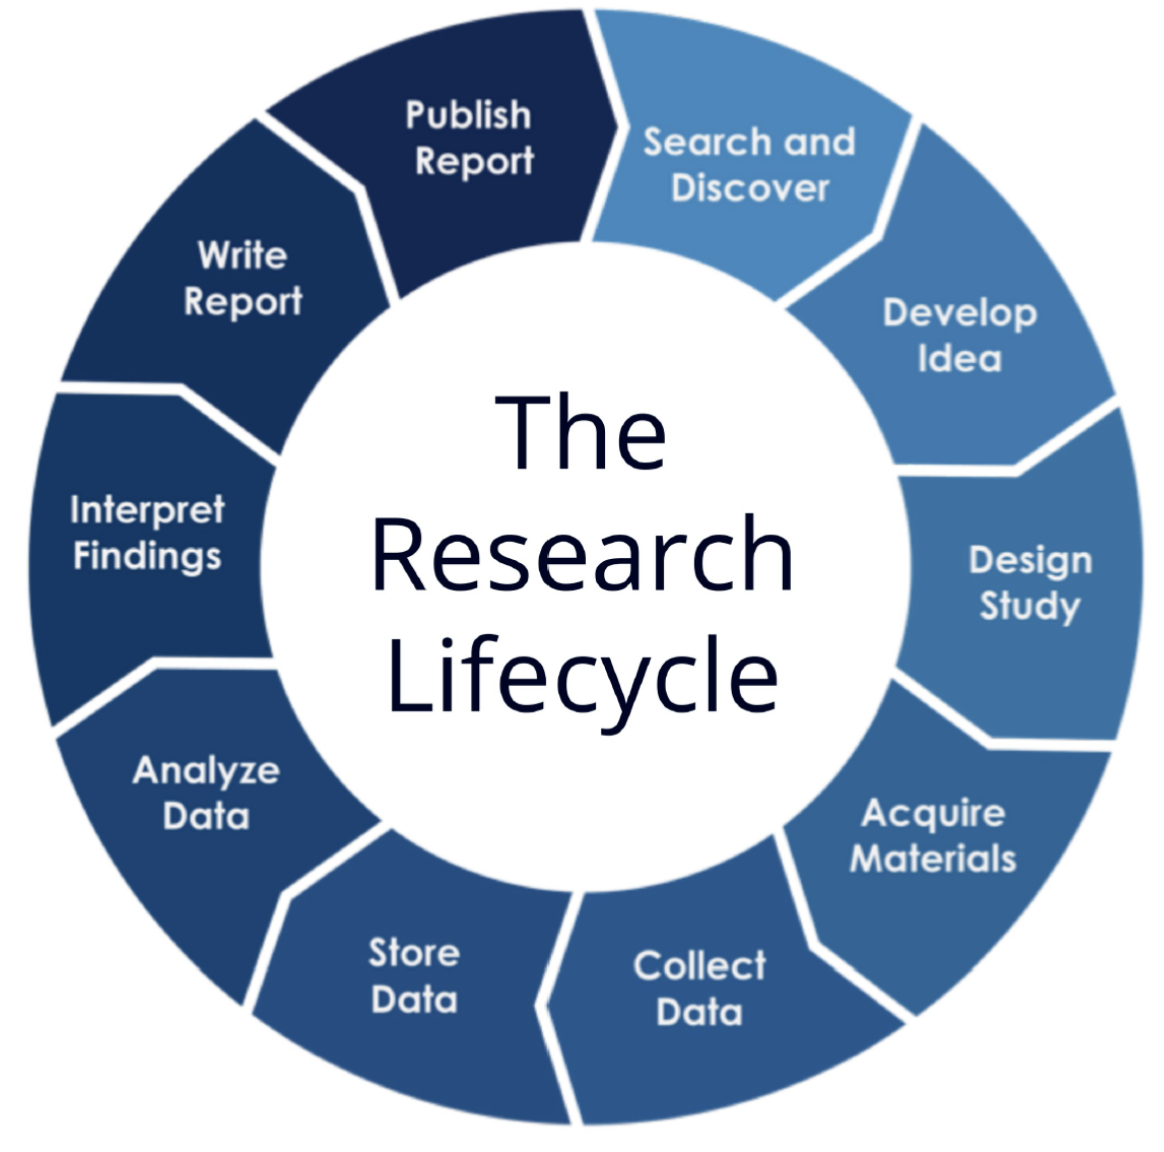 The
Research
Lifecycle
Search and
Discover
Develop
Idea
Design
Study
Acquire
Materials
Collect
Data
Store
Data
Analyze
Data
Interpret
Findings
Write
Report
Publish
Report